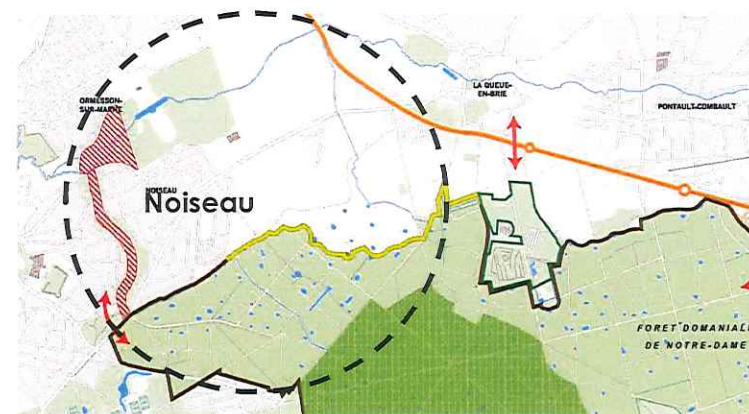 ORMESSON-
SUR-MARNE
LA QUEUE-
EN-BRIE
PONTAULT-COMBAULT
NOISEAU
Noiseau
FORET DOMANIALE
DE NOTRE-DAME